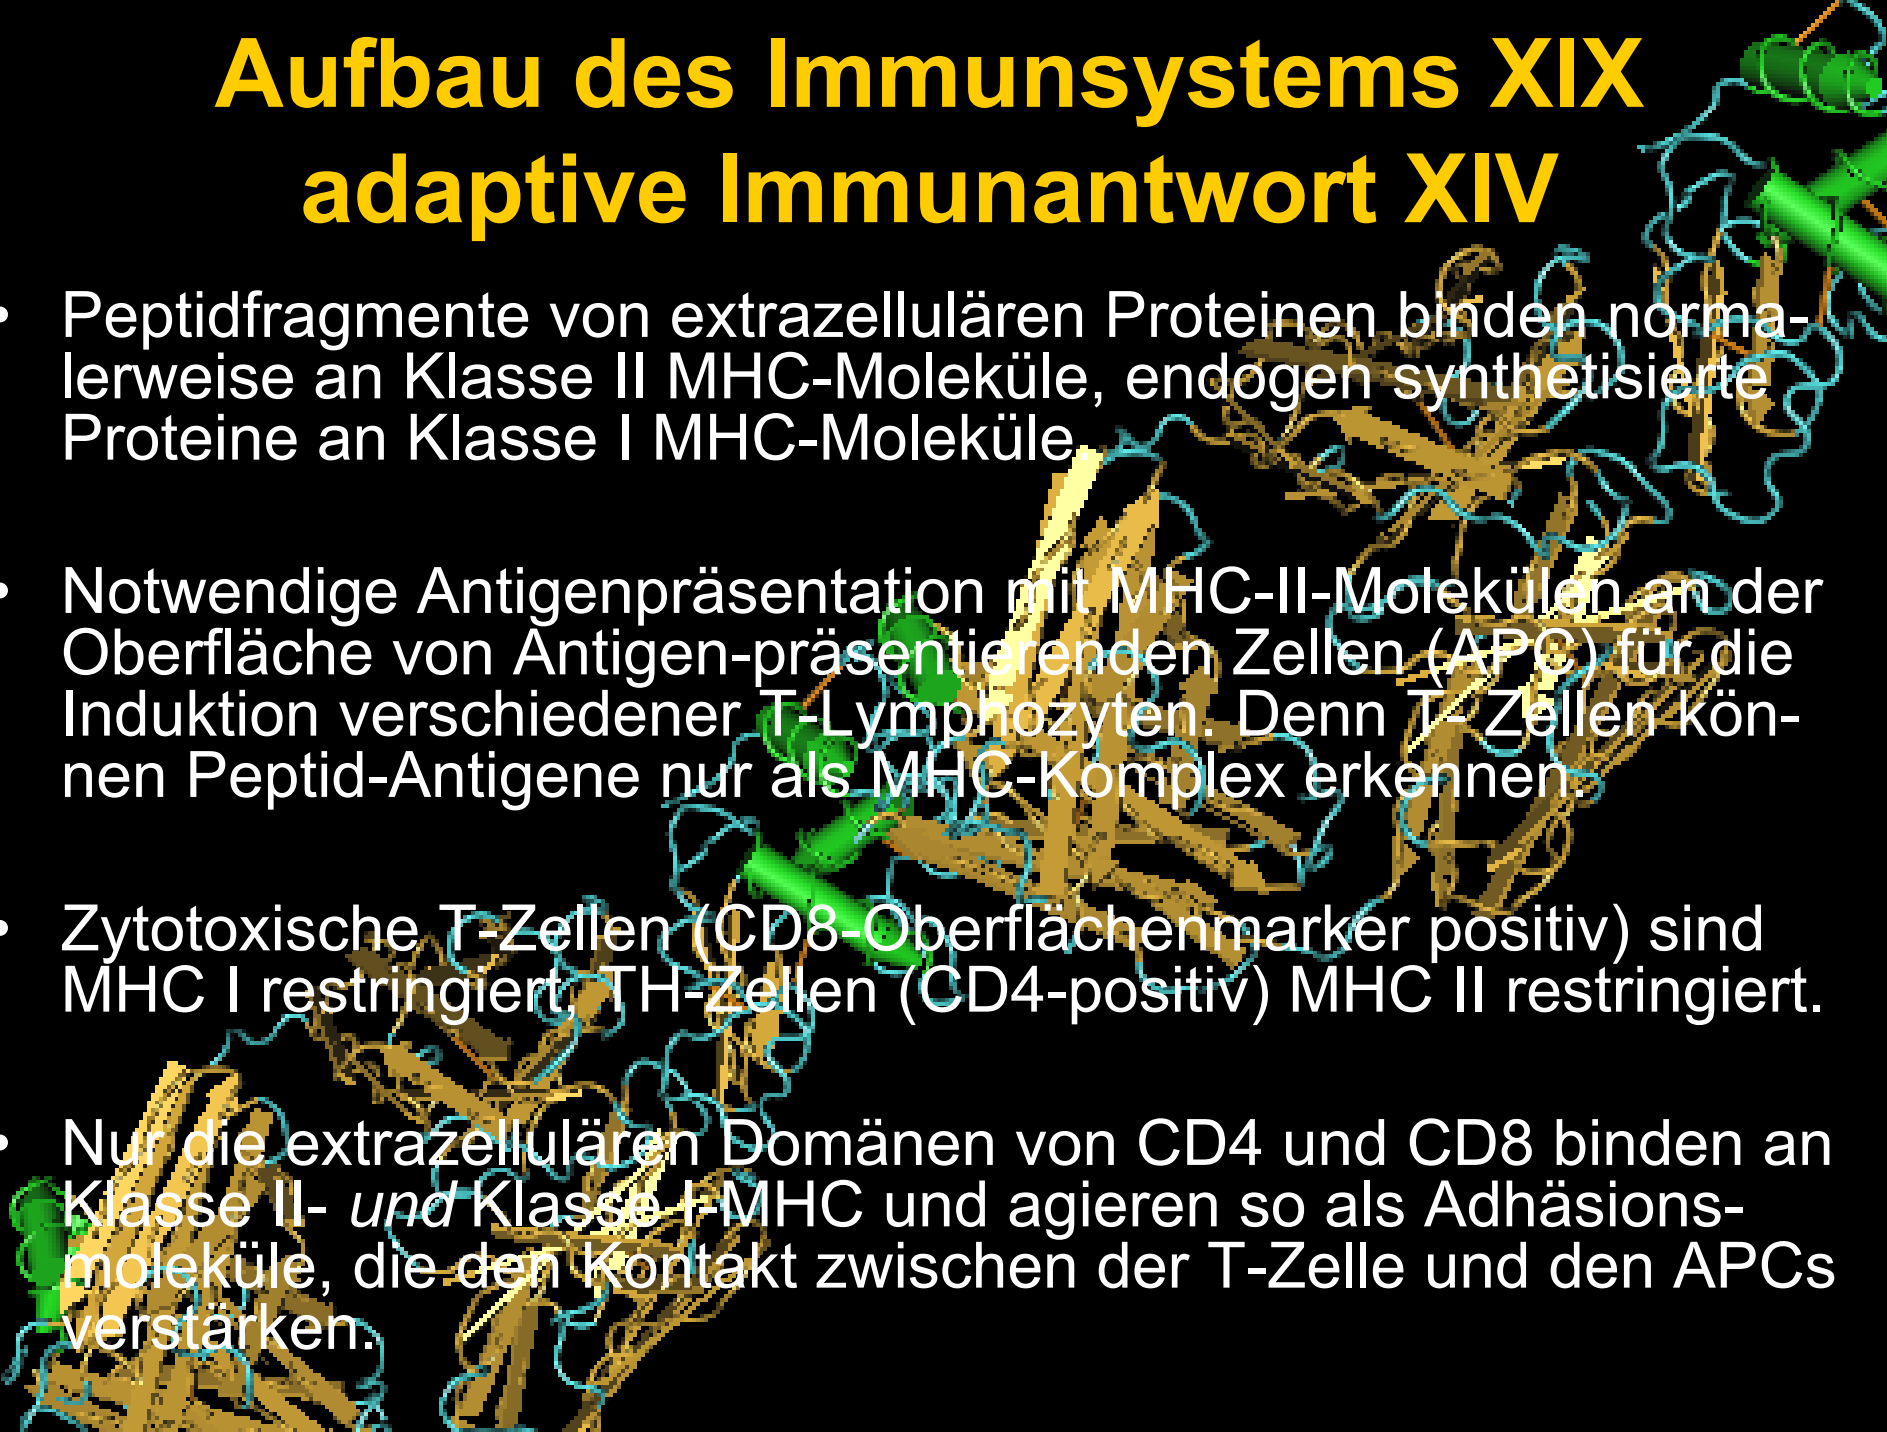 Aufbau des Immunsystems XIX
adaptive Immunantwort XIV
• Peptidfragmente von extrazellulären Proteinen binden norma-
lerweise an Klasse II MHC-Moleküle, endogen synthetisierte
Proteine an Klasse I MHC-Moleküle.
• Notwendige Antigenpräsentation mit MHC-II-Molekülen an der
Oberfläche von Antigen-präsentierenden Zellen (APC) für die
Induktion verschiedener T-Lymphozyten. Denn T- Zellen kön-
nen Peptid-Antigene nur als MHC-Komplex erkennen.
• Zytotoxische T-Zellen (CD8-Oberflächenmarker positiv) sind
MHC I restringiert, TH-Zellen (CD4-positiv) MHC II restringiert.
• Nur die extrazellulären Domänen von CD4 und CD8 binden an
Klasse II- und Klasse I-MHC und agieren so als Adhäsions-
moleküle, die den Kontakt zwischen der T-Zelle und den APCs
verstärken.